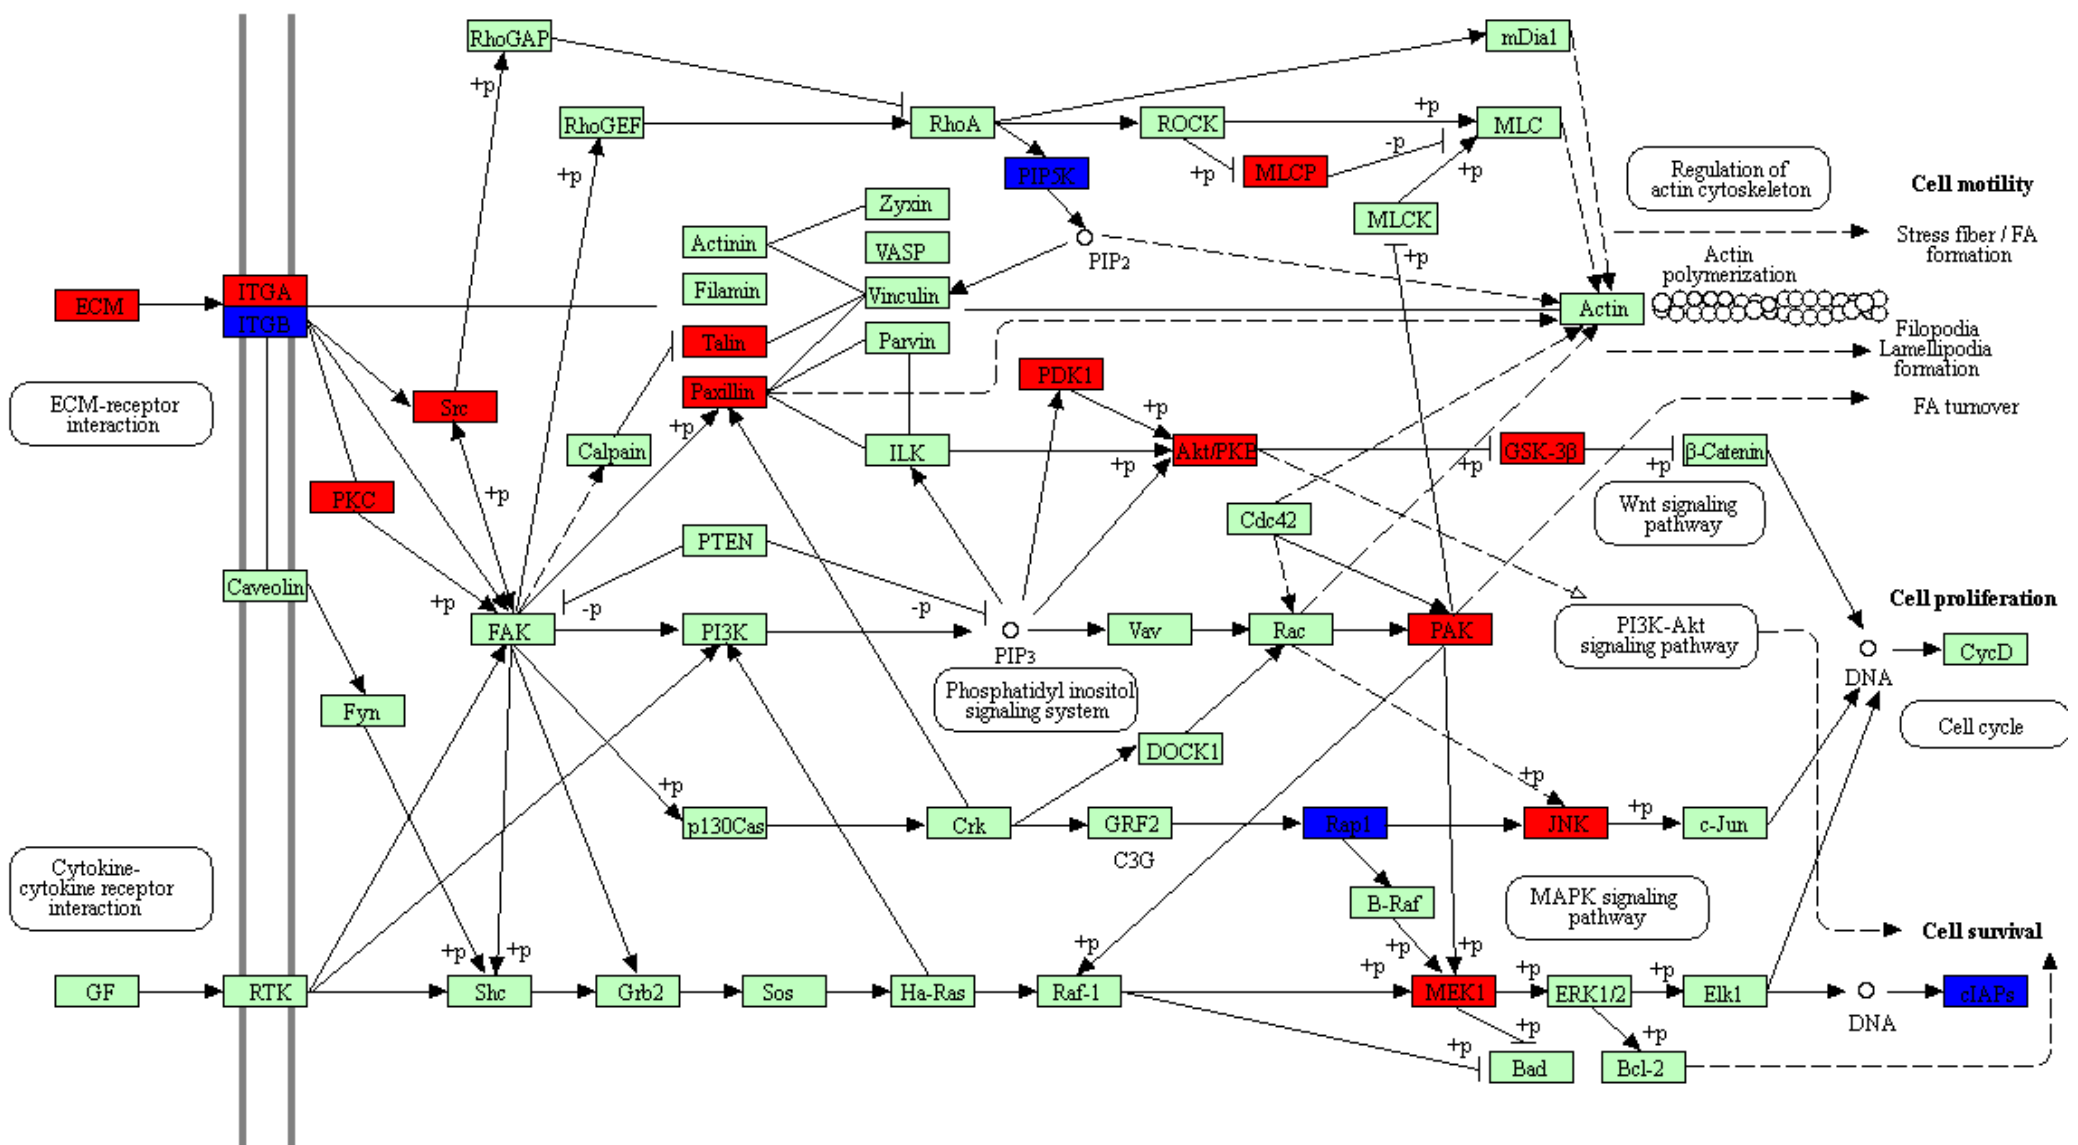 RhoGAP
mDia1
+p
RhoGEF
RhoA
ROCK
+p
MLC
-p
+p
PIP5K
+p
MLCP
+p
Regulation of
actin cytoskeleton
Cell motility
Zyxin
MLCK
Actinin
VASP
PIP2
+p
Stress fiber / FA
formation
Actin
polymerization
ECM
ITGA
ITGB
Filamin
Vinculin
Actin
Talin
Parvin
Filopodia
Lamellipodia
formation
ECM-receptor
interaction
Src
Paxillin
PDK1
+p
FA turnover
+p
Calpain
ILK
+p
Akt/PKB
+p
GSK-3β
+p
β-Catenin
PKC
+p
Cdc42
Wnt signaling
pathway
PTEN
Caveolin
+p
-p
-p
Cell proliferation
FAK
PI3K
PIP3
Vav
Rac
PAK
PI3K-Akt
signaling pathway
CycD
DNA
Phosphatidyl inositol
signaling system
Fyn
Cell cycle
DOCK1
+p
+p
p130Cas
Crk
GRF2
C3G
Rap1
JNK
+p
c-Jun
Cytokine-
cytokine receptor
interaction
B-Raf
MAPK signaling
pathway
Cell survival
+p
+p
+p
+p
+p
+p
+p
+p
GF
RTK
Shc
Grb2
Sos
Ha-Ras
Raf-1
MEK1
ERK1/2
Elk1
DNA
cIAPs
+p
+p
+p
Bad
Bcl-2